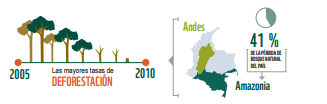 2005
Las mayores tasas de
DEFORESTACIÓN
2010
Andes
Amazonia
41 %
DE LA PÉRDIDA DE
BOSQUE NATURAL
DEL PAÍS